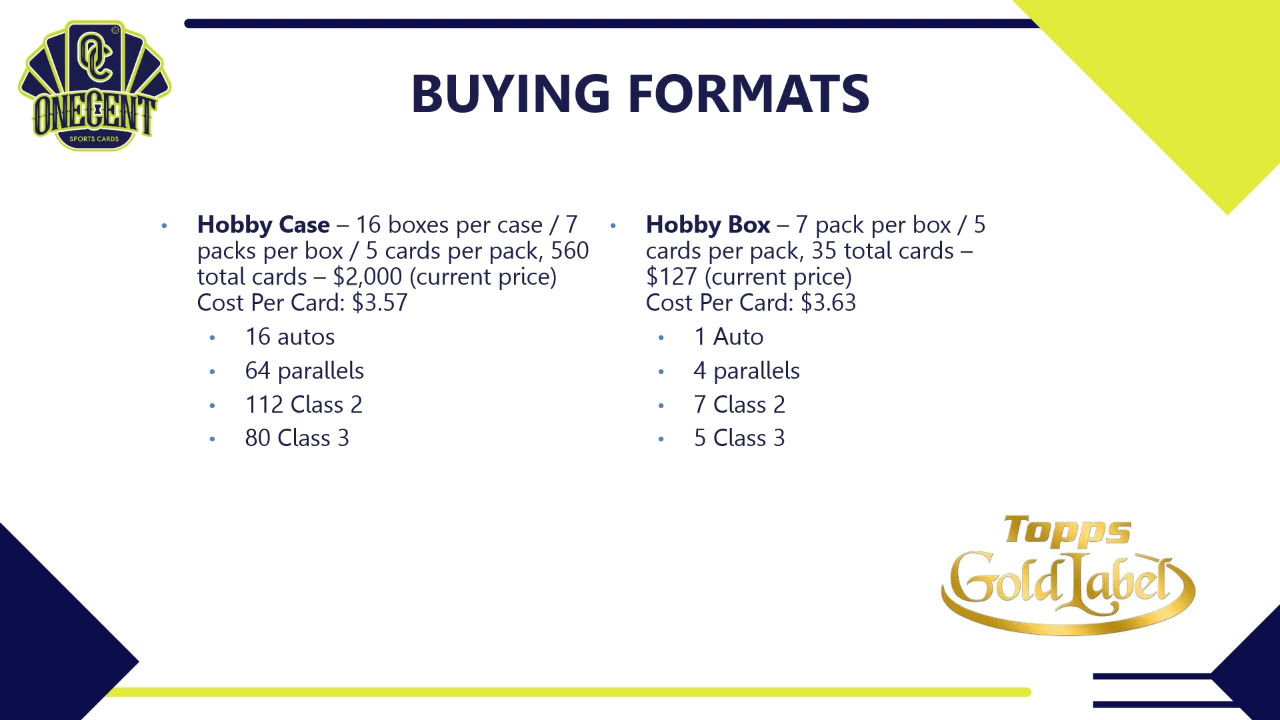 OC
ONECENT
SPORTS CARDS
BUYING FORMATS
• Hobby Case – 16 boxes per case / 7
packs per box / 5 cards per pack, 560
total cards – $2,000 (current price)
Cost Per Card: $3.57
• 16 autos
• 64 parallels
• 112 Class 2
• 80 Class 3
• Hobby Box – 7 pack per box / 5
cards per pack, 35 total cards –
$127 (current price)
Cost Per Card: $3.63
• 1 Auto
• 4 parallels
• 7 Class 2
• 5 Class 3
Topps
Gold Label